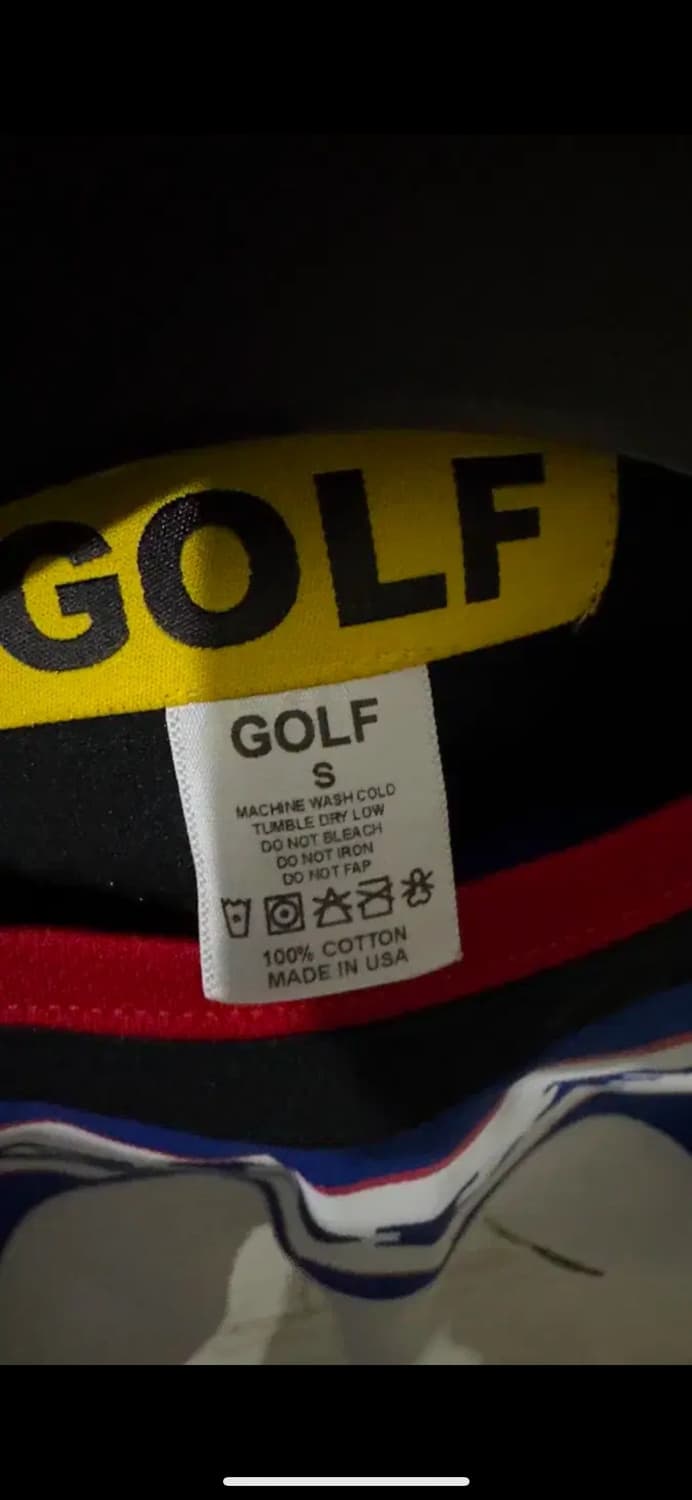 GOLF
GOLF
S
MACHINE WASH COLD
TUMBLE DRY LOW
DO NOT BLEACH
DO NOT IRON
DO NOT FAP
100% COTTON
MADE IN USA